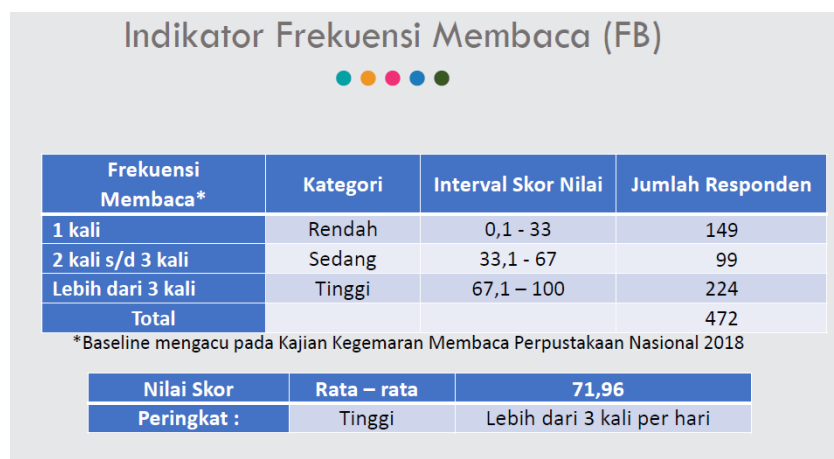 Indikator Frekuensi Membaca (FB)
Frekuensi
Membaca* Kategori Interval Skor Nilai Jumlah Responden
1 kali Rendah 0,1 - 33 149
2 kali s/d 3 kali Sedang 33,1 - 67 99
Lebih dari 3 kali Tinggi 67,1 – 100 224
Total 472
*Baseline mengacu pada Kajian Kegemaran Membaca Perpustakaan Nasional 2018
Nilai Skor Rata – rata 71,96
Peringkat : Tinggi Lebih dari 3 kali per hari